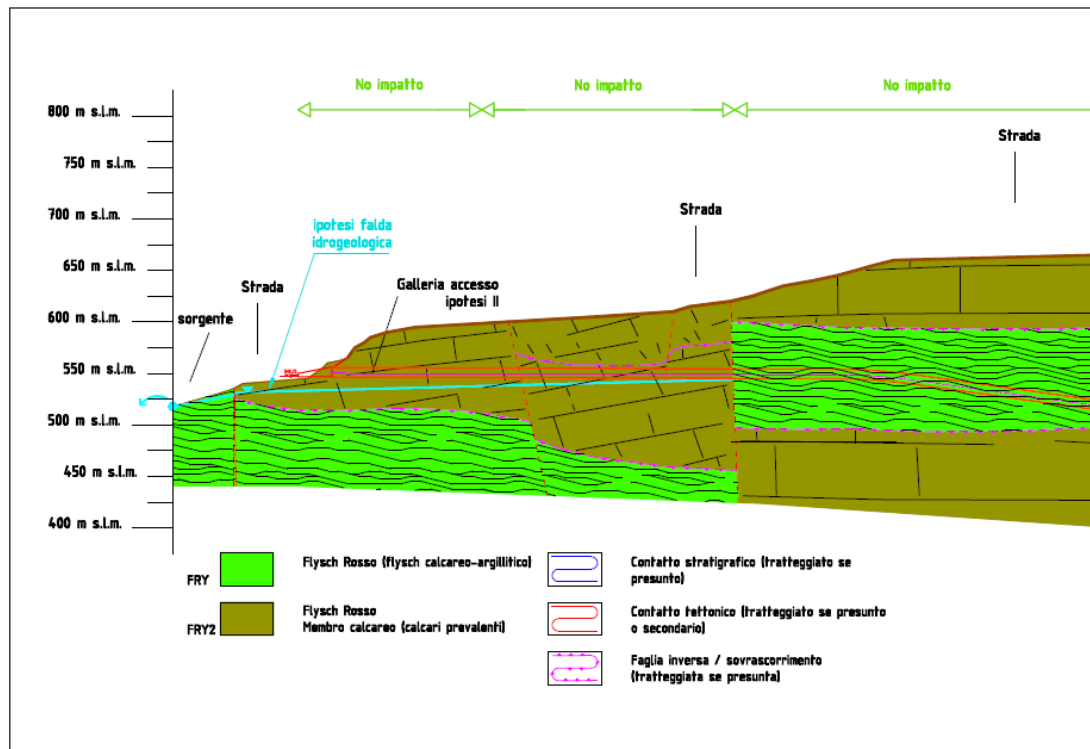 No impatto
No impatto
No impatto
800 m s.l.m.
Strada
750 m s.l.m.
700 m s.l.m.
ipotesi falda
idrogeologica
Strada
650 m s.l.m.
Strada
Galleria accesso
ipotesi II
sorgente
600 m s.l.m.
550 m s.l.m.
500 m s.l.m.
450 m s.l.m.
400 m s.l.m.
FRY
Flysch Rosso (flysch calcareo-argillitico)
FRY2
Flysch Rosso
Membro calcareo (calcari prevalenti)
Contatto stratigrafico (tratteggiato se
presunto)
Contatto tettonico (tratteggiato se presunto
o secondario)
Faglia inversa / sovrascorrimento
(tratteggiata se presunta)